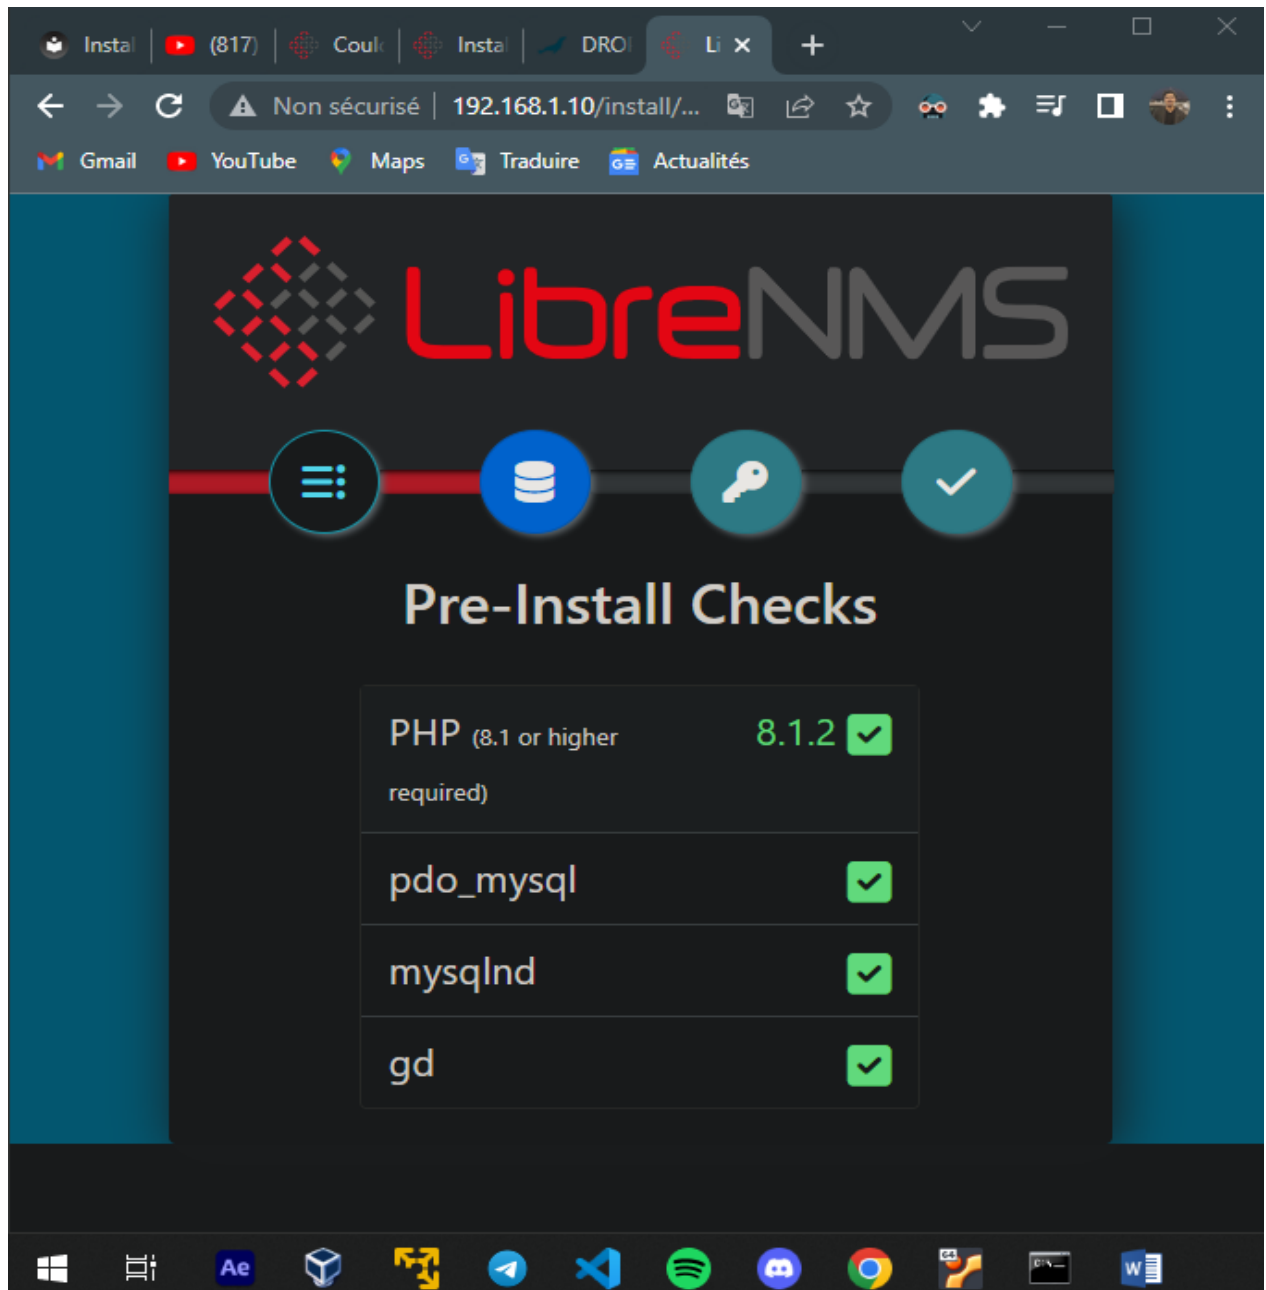 Instal (817) Coul Instal DROI Li
Non sécurisé 192.168.1.10/install/...
Gmail YouTube Maps Traduire Actualités
LibreNMS
Pre-Install Checks
PHP (8.1 or higher required) 8.1.2
pdo_mysql
mysqlnd
gd
Ae